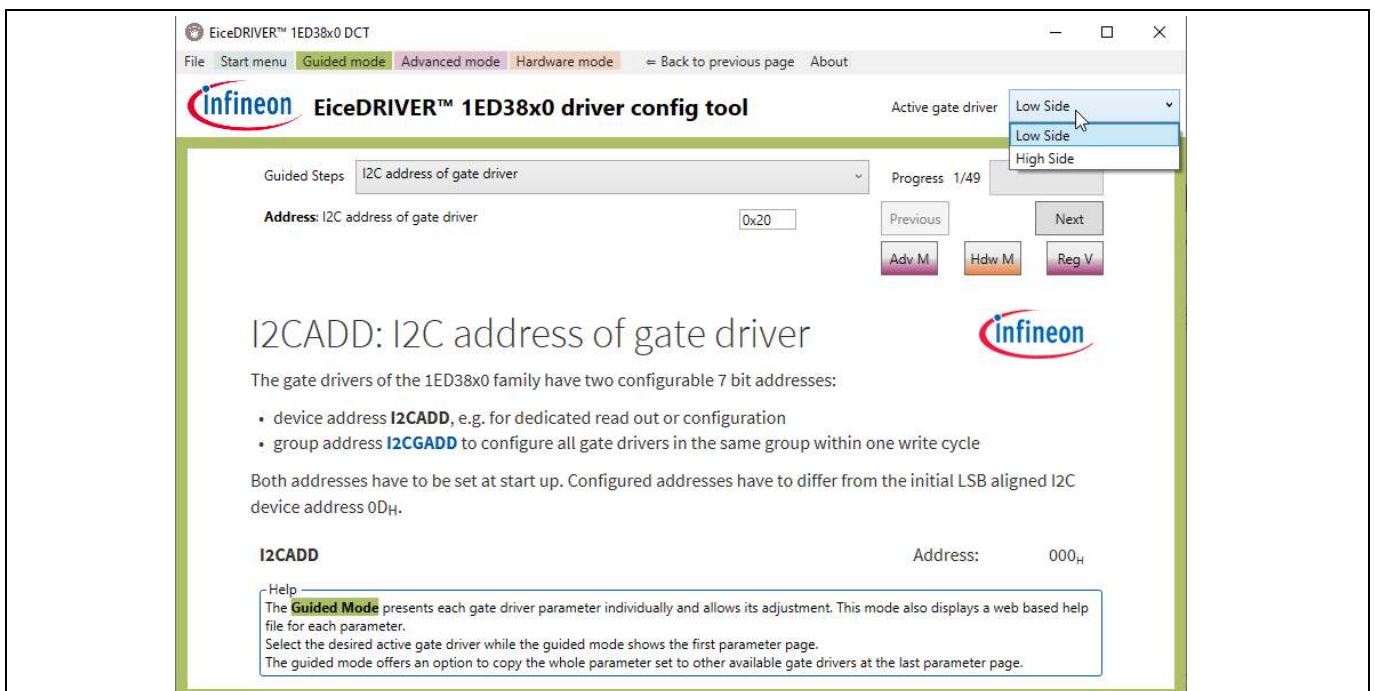 EiceDRIVER™ 1ED38x0 DCT
File Start menu Guided mode Advanced mode Hardware mode ⇐ Back to previous page About
infineon EiceDRIVER™ 1ED38x0 driver config tool Active gate driver Low Side
Low Side
High Side
Guided Steps I2C address of gate driver Progress 1/49
Address: I2C address of gate driver 0x20 Previous Next
Adv M Hdw M Reg V
I2CADD: I2C address of gate driver infineon
The gate drivers of the 1ED38x0 family have two configurable 7 bit addresses:
• device address I2CADD, e.g. for dedicated read out or configuration
• group address I2CGADD to configure all gate drivers in the same group within one write cycle
Both addresses have to be set at start up. Configured addresses have to differ from the initial LSB aligned I2C
device address 0DH.
I2CADD Address: 000H
Help
The Guided Mode presents each gate driver parameter individually and allows its adjustment. This mode also displays a web based help
file for each parameter.
Select the desired active gate driver while the guided mode shows the first parameter page.
The guided mode offers an option to copy the whole parameter set to other available gate drivers at the last parameter page.